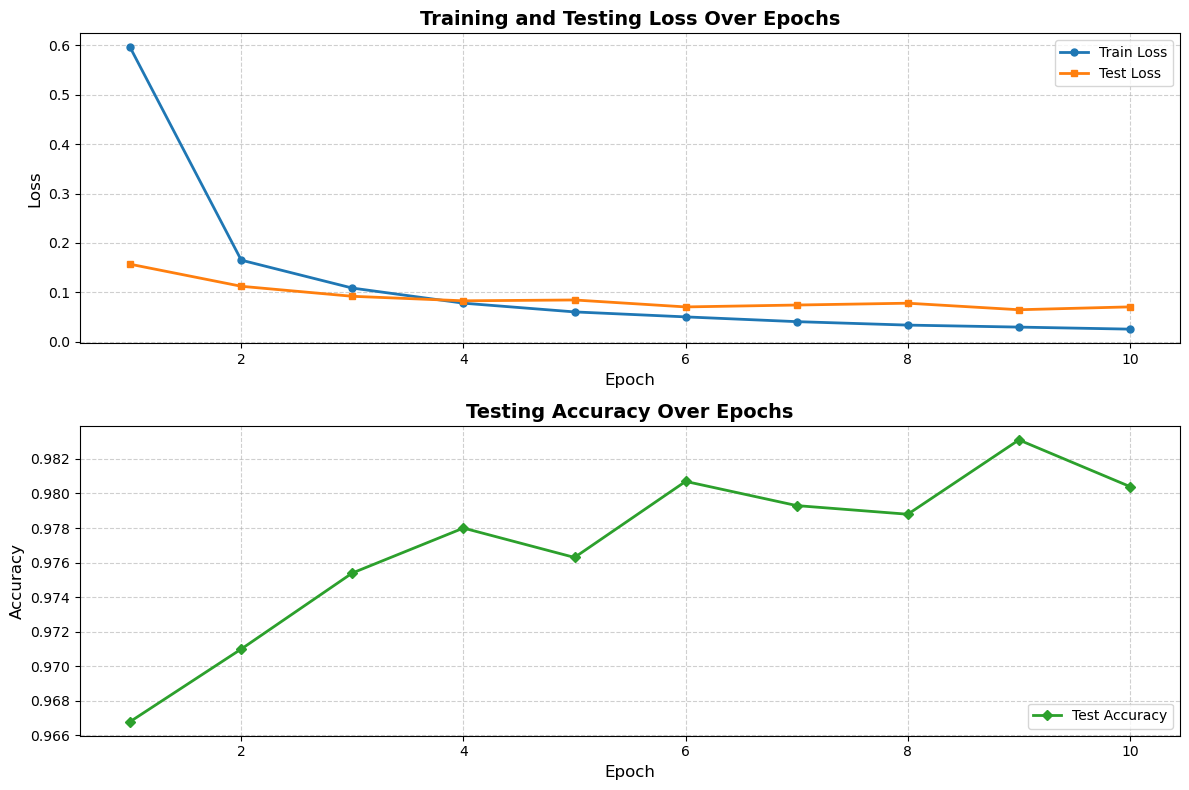 Training and Testing Loss Over Epochs
Loss
0.6
0.5
0.4
0.3
0.2
0.1
0.0
Train Loss
Test Loss
2 4 6 8 10
Epoch
Testing Accuracy Over Epochs
Accuracy
0.982
0.980
0.978
0.976
0.974
0.972
0.970
0.968
0.966
Test Accuracy
2 4 6 8 10
Epoch